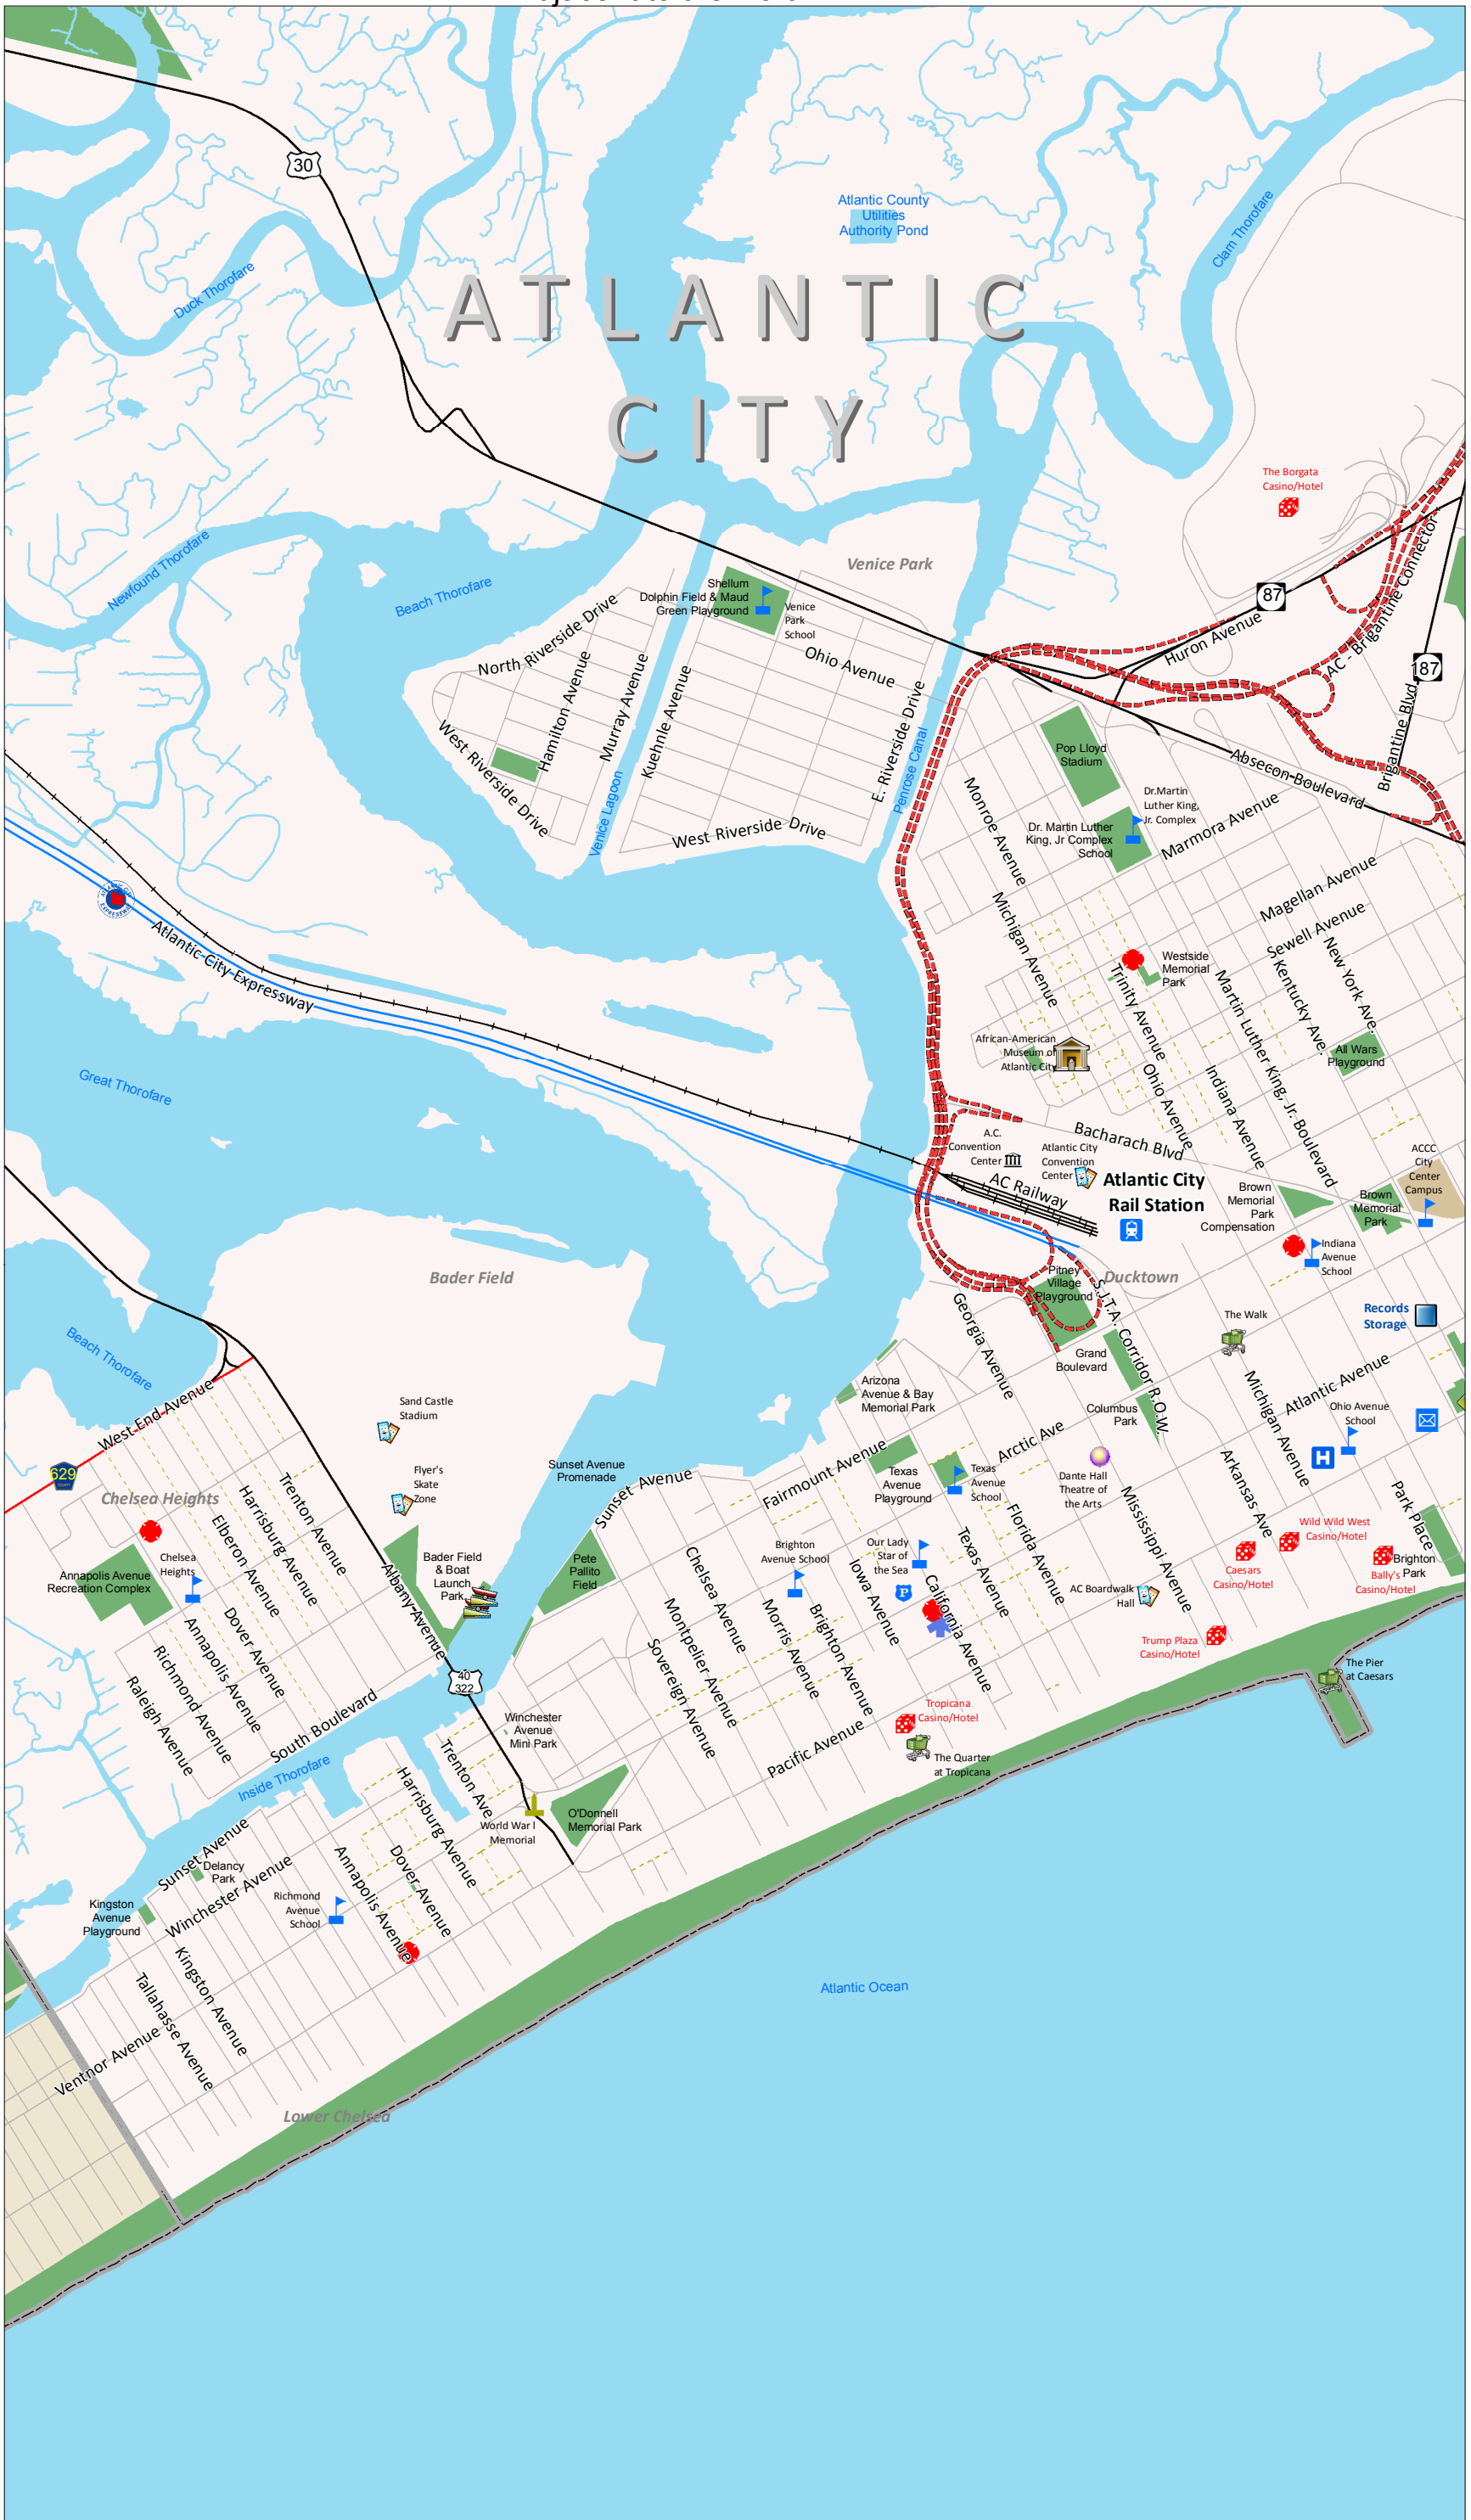 30
Atlantic County
Utilities
Authority Pond
Clam Thorofare
Duck Thorofare
ATLANTIC
CITY
The Borgata
Casino/Hotel
Newfound Thorofare
Beach Thorofare
Venice Park
Shellum
Dolphin Field & Maud
Green Playground
Venice
Park
School
87
Huron Avenue
AC - Brigantine Connector
187
Brigantine Blvd
North Riverside Drive
Hamilton Avenue
Murray Avenue
Kuehnle Avenue
Ohio Avenue
E. Riverside Drive
Penrose Canal
West Riverside Drive
Venice Lagoon
West Riverside Drive
Pop Lloyd
Stadium
Absecon Boulevard
Monroe Avenue
Dr.Martin
Luther King,
Jr. Complex
Dr. Martin Luther
King, Jr Complex
School
Marmora Avenue
Magellan Avenue
Sewell Avenue
Michigan Avenue
Westside
Memorial
Park
Trinity Avenue
Martin Luther King, Jr. Boulevard
S Kentucky Ave.
New York Ave.
All Wars
Playground
African-American
Museum of
Atlantic City
Ohio Avenue
Indiana Avenue
ATLANTIC CITY
EXPRESSWAY
Atlantic City Expressway
Great Thorofare
Bacharach Blvd
A.C.
Convention
Center
Atlantic City
Convention
Center
AC Railway
Atlantic City
Rail Station
ACCC
City
Center
Campus
Brown
Memorial
Park
Compensation
Brown
Memorial
Park
Indiana
Avenue
School
Bader Field
Ducktown
Pitney
Village
Playground
S.J.T.A. Corridor R.O.W.
Georgia Avenue
The Walk
Records
Storage
Grand
Boulevard
Beach Thorofare
West End Avenue
629
Chelsea Heights
Sand Castle
Stadium
Flyer's
Skate
Zone
Arizona
Avenue & Bay
Memorial Park
Columbus
Park
Michigan Avenue
Atlantic Avenue
Ohio Avenue
School
H
Sunset Avenue
Promenade
Sunset Avenue
Fairmount Avenue
Arctic Ave
Texas
Avenue
Playground
Texas
Avenue
School
Dante Hall
Theatre of
the Arts
Mississippi Avenue
Arkansas Ave
Park Place
Trenton Avenue
Harrisburg Avenue
Elberon Avenue
Chelsea
Heights
Annapolis Avenue
Recreation Complex
Dover Avenue
Annapolis Avenue
Richmond Avenue
Raleigh Avenue
South Boulevard
Albany Avenue
Bader Field
& Boat
Launch
Park
Pete
Pallito
Field
Chelsea Avenue
Montpelier Avenue
Sovereign Avenue
Brighton
Avenue School
Morris Avenue
Brighton Avenue
Iowa Avenue
Our Lady
Star of
the Sea
P
California Avenue
Texas Avenue
Florida Avenue
AC Boardwalk
Hall
Wild Wild West
Casino/Hotel
Caesars
Casino/Hotel
Brighton
Park
Bally's
Casino/Hotel
Trump Plaza
Casino/Hotel
The Pier
at Caesars
Tropicana
Casino/Hotel
The Quarter
at Tropicana
Pacific Avenue
40
322
Winchester
Avenue
Mini Park
Inside Thorofare
Trenton Ave
Harrisburg Avenue
World War I
Memorial
O'Donnell
Memorial Park
Sunset Avenue
Delancy
Park
Winchester Avenue
Kingston
Avenue
Playground
Richmond
Avenue
School
Annapolis Avenue
Dover Avenue
Kingston Avenue
Tallahasse Avenue
Ventnor Avenue
Atlantic Ocean
Lower Chelsea